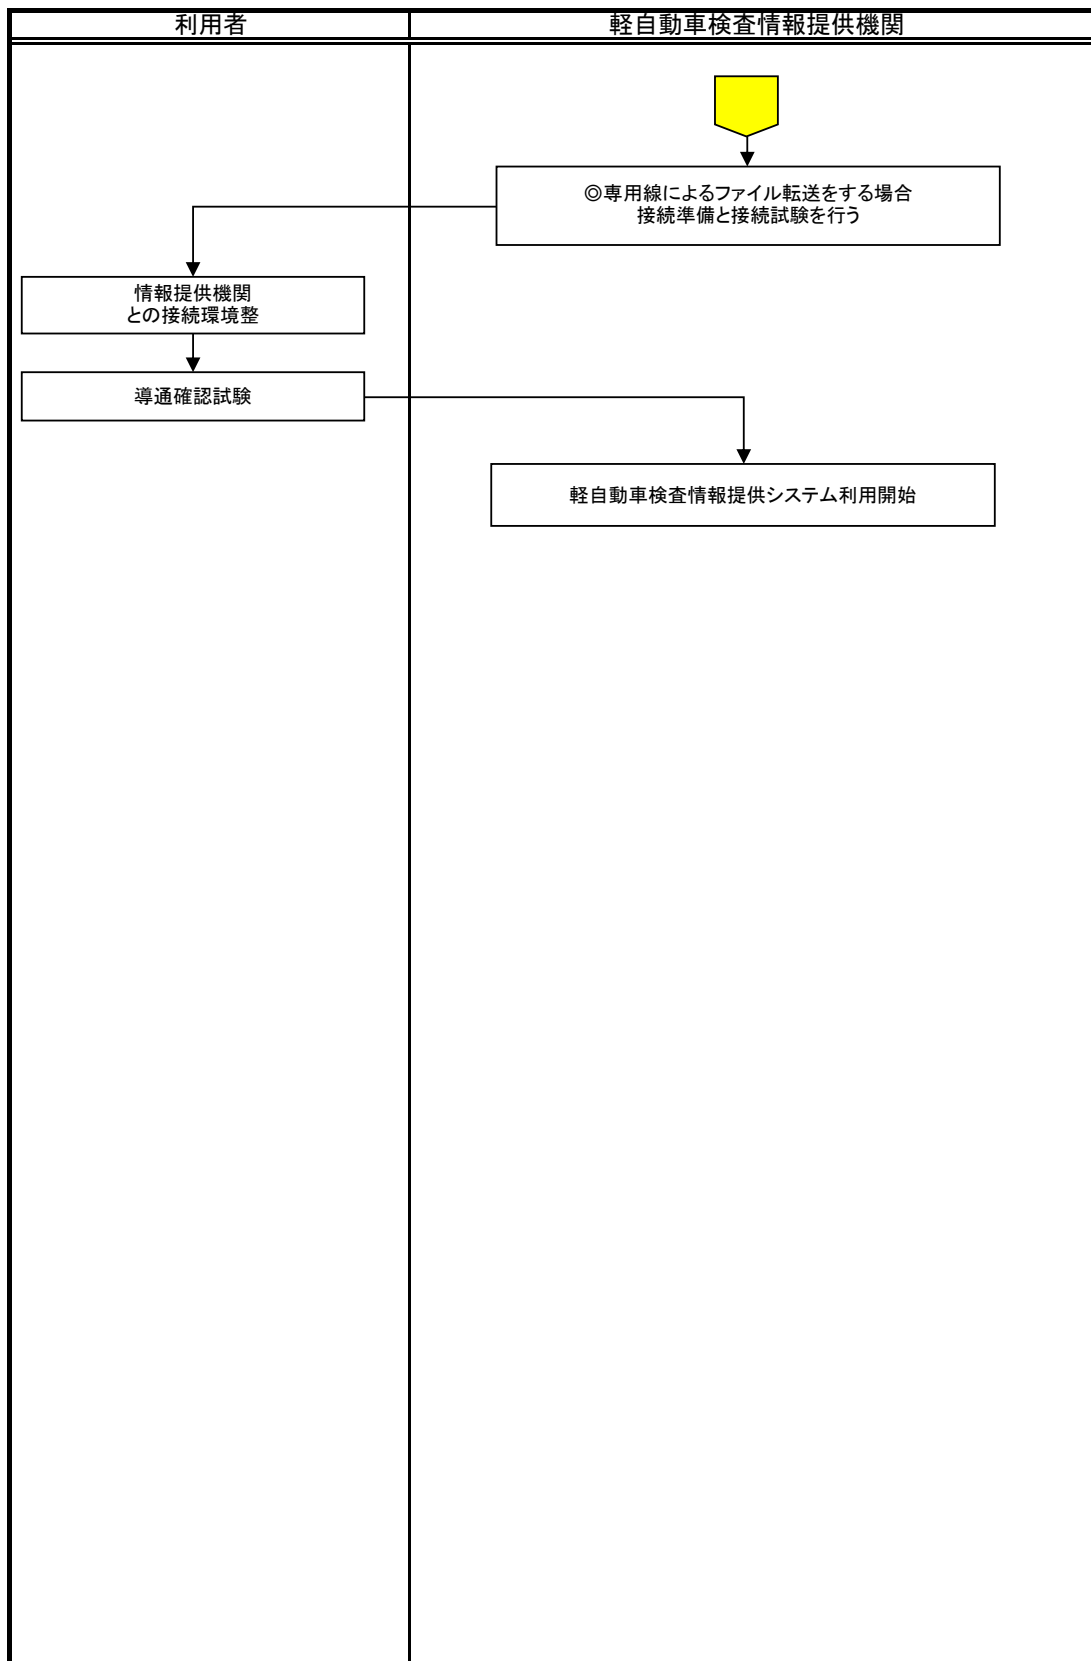 利用者
軽自動車検査情報提供機関
◎専用線によるファイル転送をする場合
接続準備と接続試験を行う
情報提供機関
との接続環境整
導通確認試験
軽自動車検査情報提供システム利用開始